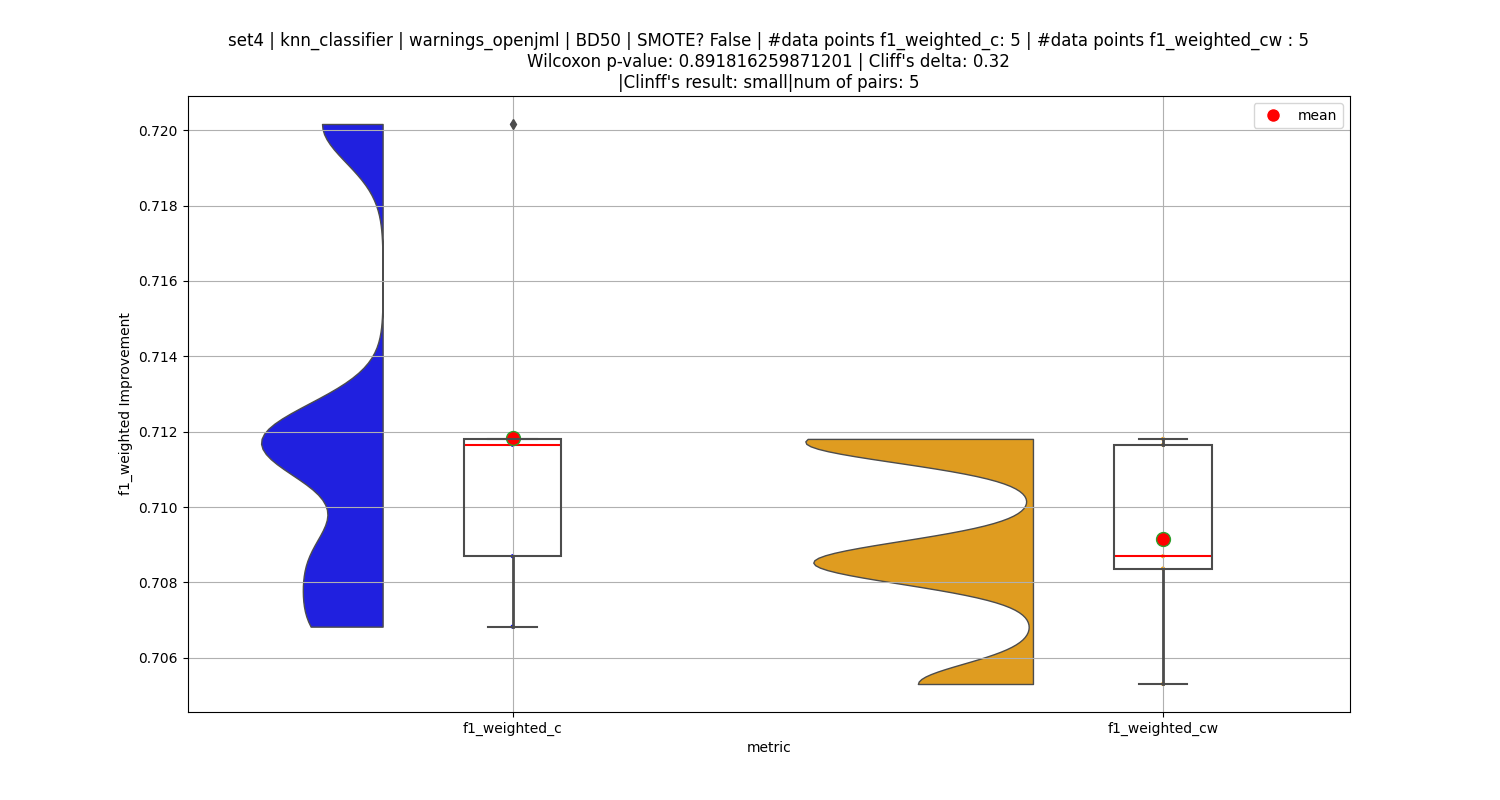 set4 | knn_classifier | warnings_openjml | BD50 | SMOTE? False | #data points f1_weighted_c: 5 | #data points f1_weighted_cw : 5
Wilcoxon p-value: 0.891816259871201 | Cliff's delta: 0.32
|Clinff's result: small|num of pairs: 5
mean
0.720
0.718
0.716
0.714
0.712
0.710
0.708
0.706
f1_weighted Improvement
f1_weighted_c
f1_weighted_cw
metric